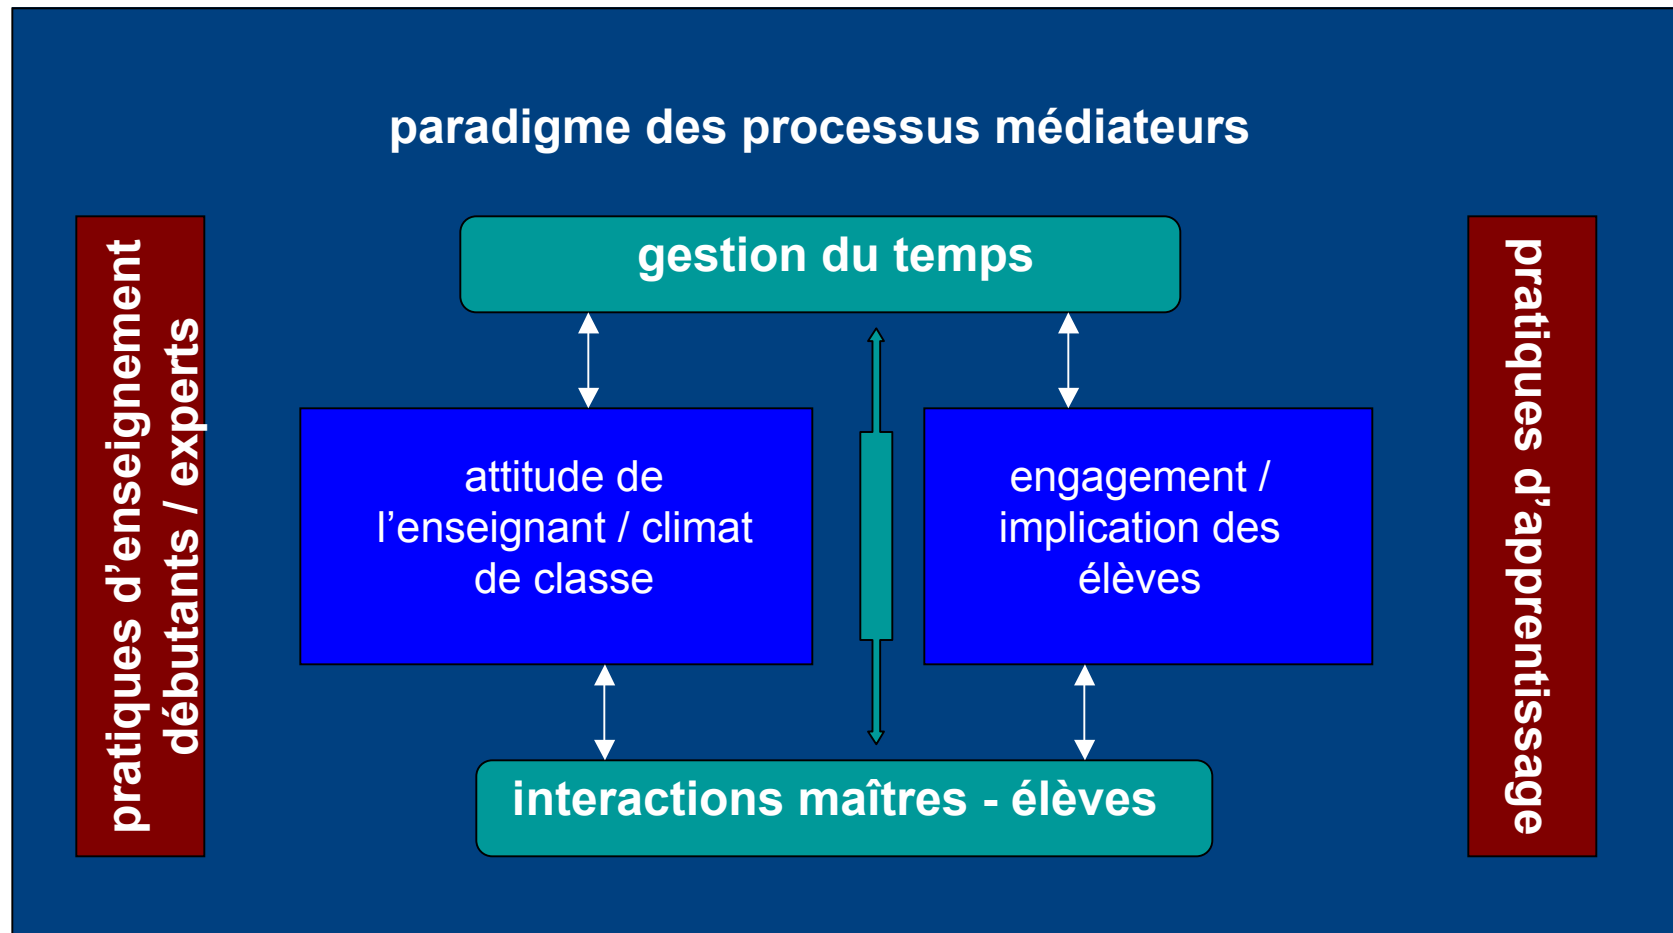 paradigme des processus médiateurs
pratiques d’enseignement
débutants / experts
gestion du temps
attitude de
l’enseignant / climat
de classe
engagement /
implication des
élèves
interactions maîtres - élèves
pratiques d’apprentissage